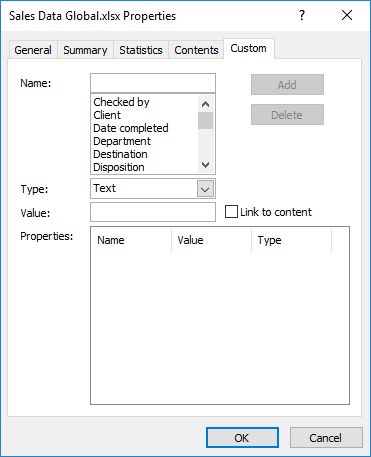 Sales Data Global.xlsx Properties ? ×
General Summary Statistics Contents Custom
Name: Add
Checked by
Client
Date completed
Department
Destination
Disposition
Delete
Type: Text
Value: Link to content
Properties: Name Value Type
OK Cancel